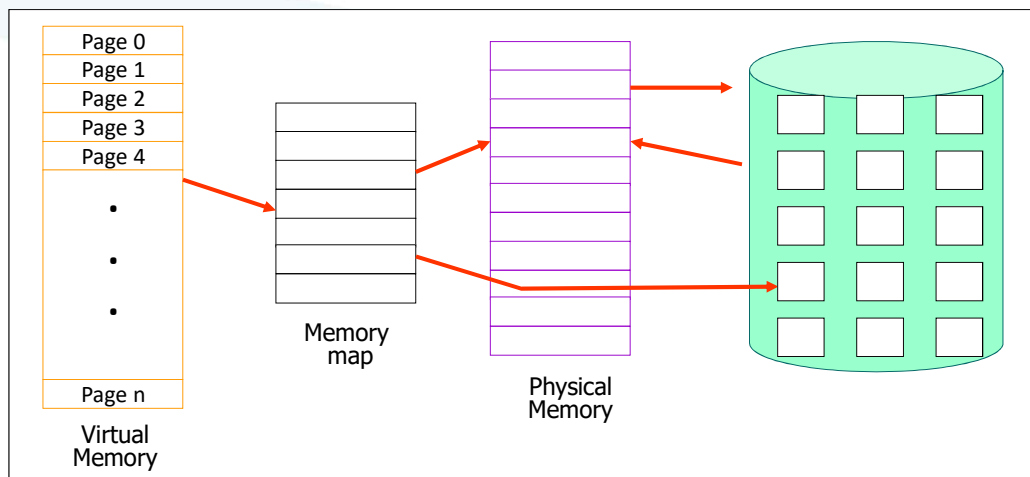 Page 0
Page 1
Page 2
Page 3
Page 4
Page n
Virtual
Memory
Memory
map
Physical
Memory